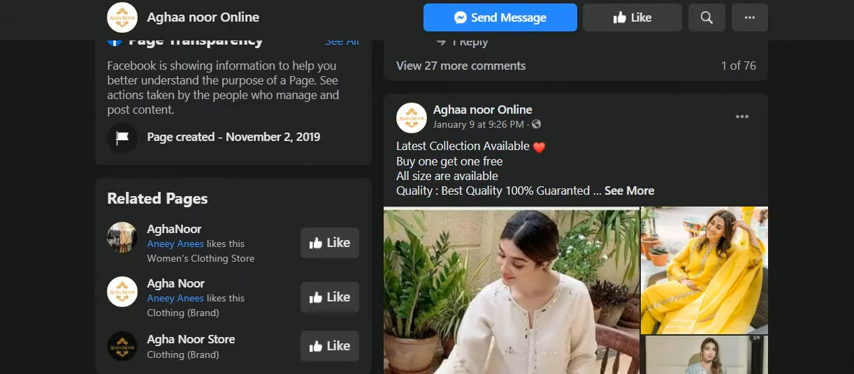 Aghaa noor Online
Send Message
Like
Page Transparency
See All
Facebook is showing information to help you
better understand the purpose of a Page. See
actions taken by the people who manage and
post content.
Page created - November 2, 2019
Related Pages
AghaNoor
Aneey Anees likes this
Women's Clothing Store
Like
Agha Noor
Aneey Anees likes this
Clothing (Brand)
Like
Agha Noor Store
Clothing (Brand)
Like
1 Reply
View 27 more comments
1 of 76
Aghaa noor Online
January 9 at 9:26 PM ·
Latest Collection Available ❤️
Buy one get one free
All size are available
Quality : Best Quality 100% Guaranted ... See More